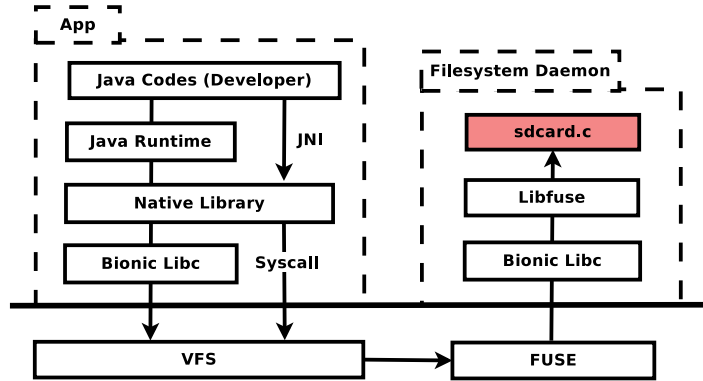 App
Java Codes (Developer)
Java Runtime
JNI
Native Library
Bionic Libc
Syscall
VFS
Filesystem Daemon
sdcard.c
Libfuse
Bionic Libc
FUSE